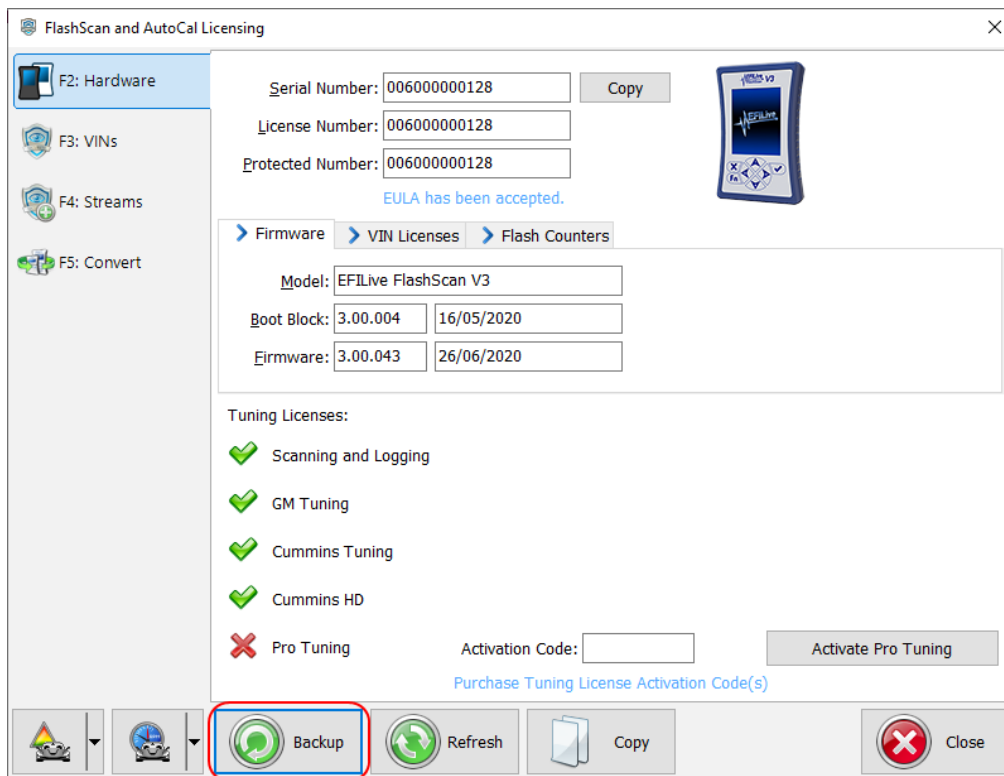 FlashScan and AutoCal Licensing
F2: Hardware
F3: VINs
F4: Streams
F5: Convert
Serial Number: 006000000128 Copy
License Number: 006000000128
Protected Number: 006000000128
EULA has been accepted.
EFILive V3
EFILive
X
Fn
Firmware VIN Licenses Flash Counters
Model: EFILive FlashScan V3
Boot Block: 3.00.004 16/05/2020
Firmware: 3.00.043 26/06/2020
Tuning Licenses:
Scanning and Logging
GM Tuning
Cummins Tuning
Cummins HD
Pro Tuning Activation Code: Activate Pro Tuning
Purchase Tuning License Activation Code(s)
Backup Refresh Copy Close